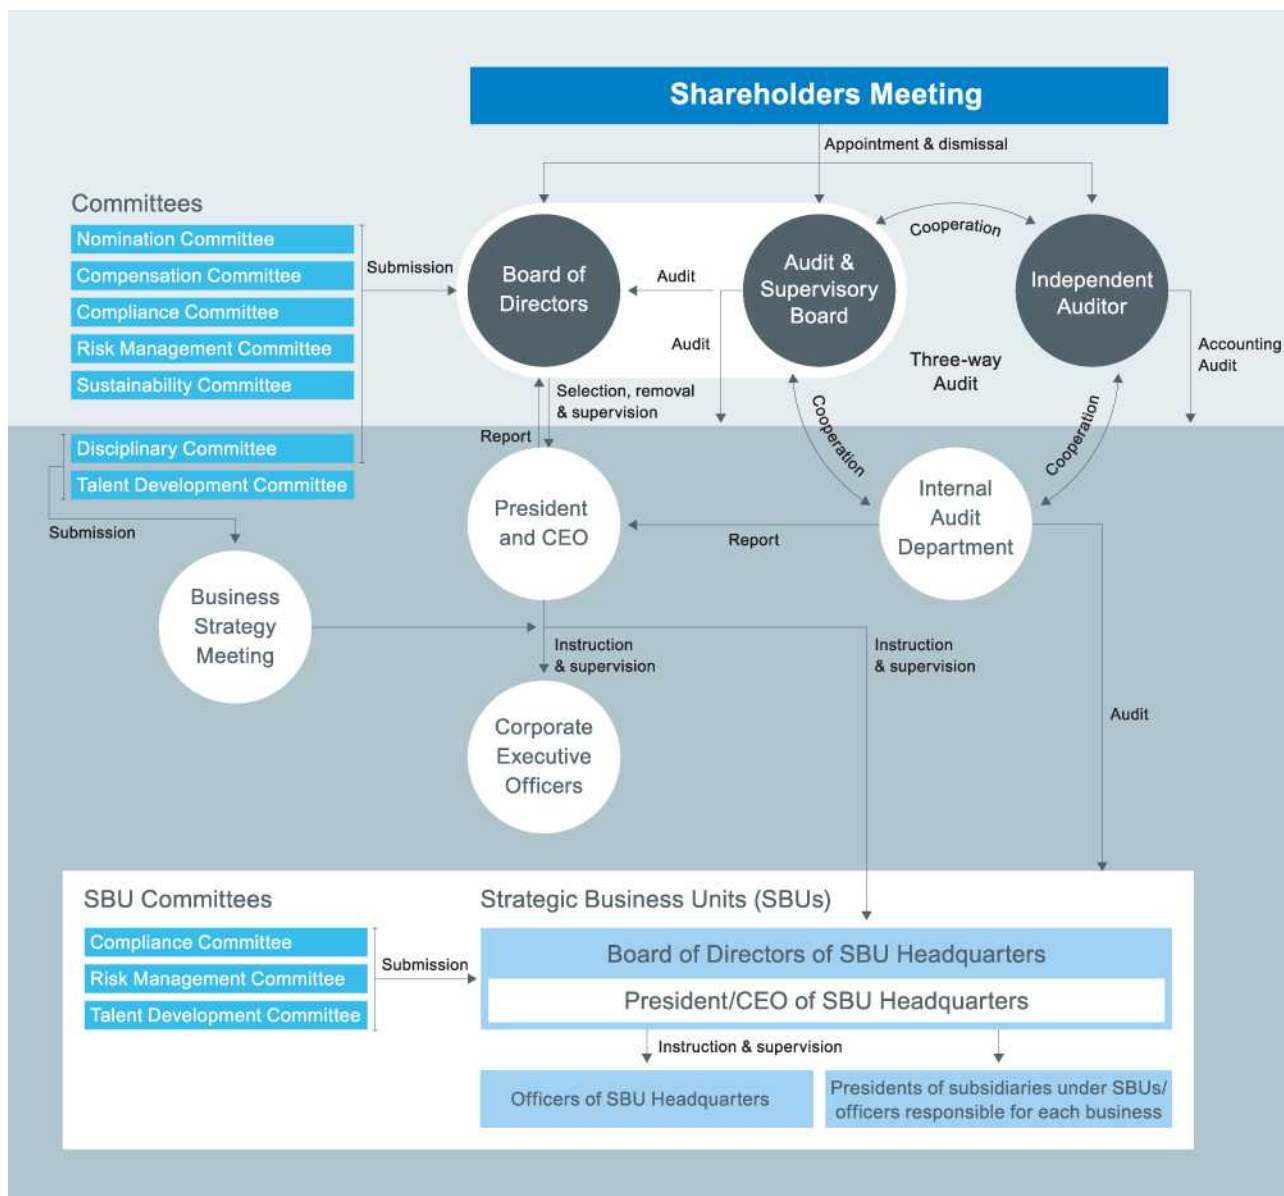 Shareholders Meeting
Appointment & dismissal
Committees
Nomination Committee
Compensation Committee
Compliance Committee
Risk Management Committee
Sustainability Committee
Disciplinary Committee
Talent Development Committee
Submission
Submission
Board of
Directors
Audit
Audit
Audit &
Supervisory
Board
Cooperation
Independent
Auditor
Three-way
Audit
Accounting
Audit
Selection, removal
& supervision
Report
Cooperation
Cooperation
President
and CEO
Report
Internal
Audit
Department
Business
Strategy
Meeting
Instruction
& supervision
Instruction
& supervision
Audit
Corporate
Executive
Officers
SBU Committees
Compliance Committee
Risk Management Committee
Talent Development Committee
Submission
Strategic Business Units (SBUs)
Board of Directors of SBU Headquarters
President/CEO of SBU Headquarters
Instruction & supervision
Officers of SBU Headquarters
Presidents of subsidiaries under SBUs/
officers responsible for each business